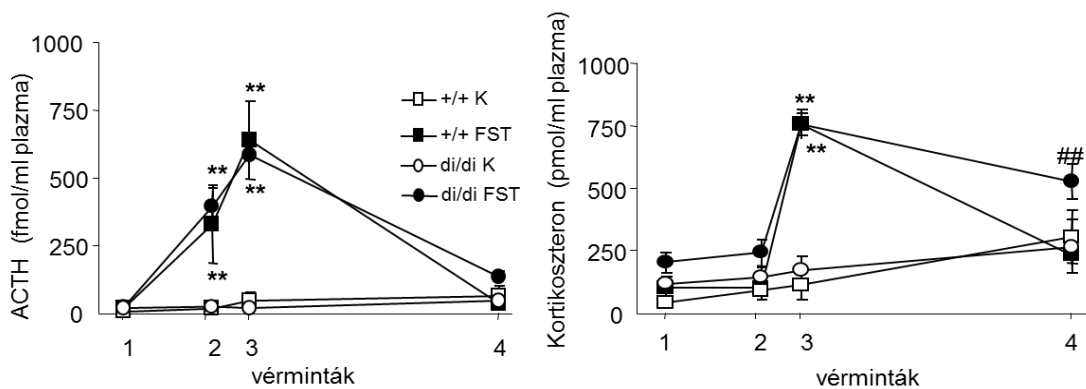 ACTH (fmol/ml plazma)
1000
750
500
250
0
**
**
**
**
+/+ K
+/+ FST
di/di K
di/di FST
1 2 3 4
vérminták
Kortikoszteron (pmol/ml plazma)
1000
750
500
250
0
**
**
##
1 2 3 4
vérminták